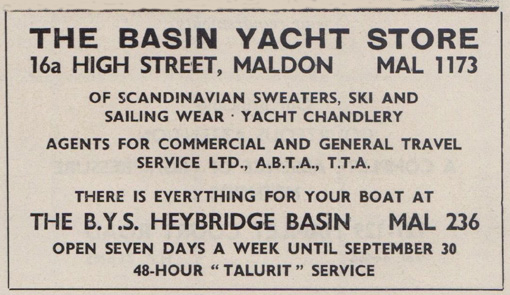 THE BASIN YACHT STORE
16a HIGH STREET, MALDON MAL 1173
OF SCANDINAVIAN SWEATERS, SKI AND
SAILING WEAR · YACHT CHANDLERY
AGENTS FOR COMMERCIAL AND GENERAL TRAVEL
SERVICE LTD., A.B.T.A., T.T.A.
THERE IS EVERYTHING FOR YOUR BOAT AT
THE B.Y.S. HEYBRIDGE BASIN MAL 236
OPEN SEVEN DAYS A WEEK UNTIL SEPTEMBER 30
48-HOUR "TALURIT" SERVICE